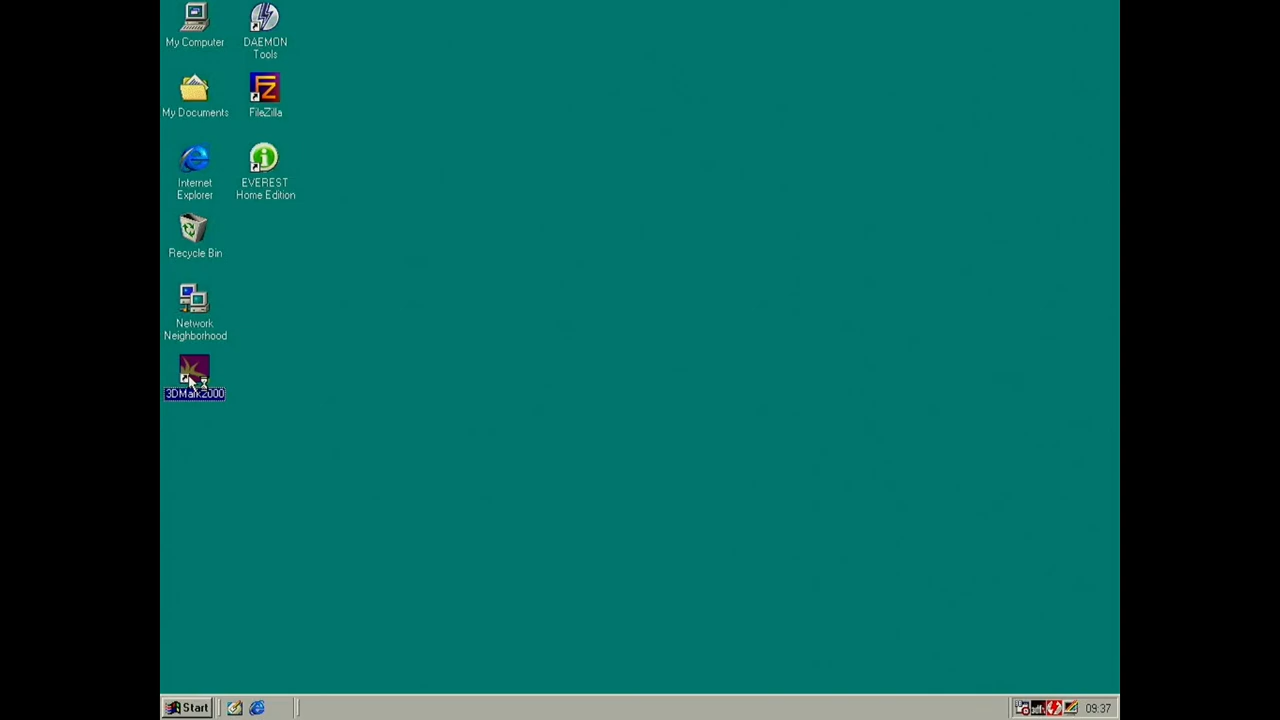 My Computer
DAEMON
Tools
My Documents
FileZilla
Internet
Explorer
EVEREST
Home Edition
Recycle Bin
Network
Neighborhood
3DMark2000
Start
09:37